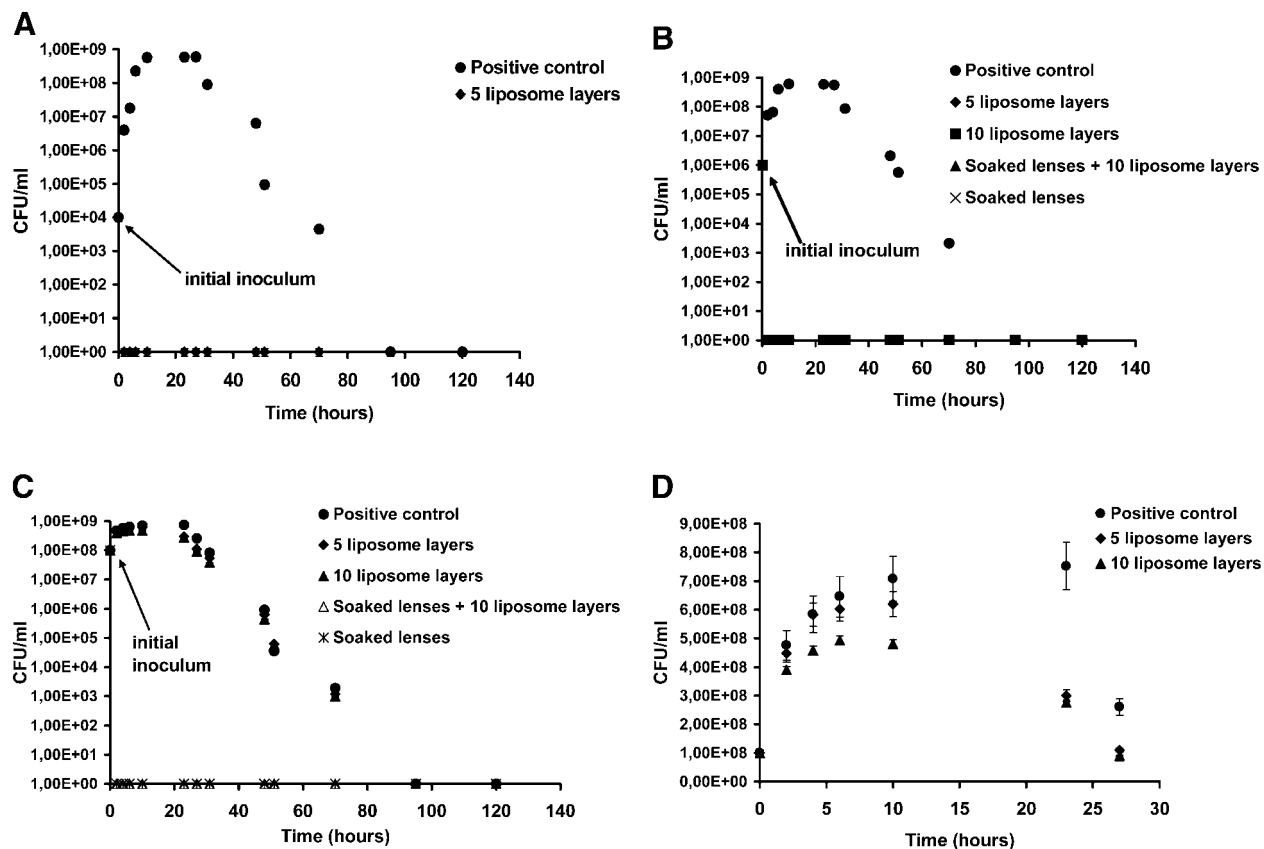 A
1,00E+09
1,00E+08
1,00E+07
1,00E+06
1,00E+05
1,00E+04
1,00E+03
1,00E+02
1,00E+01
1,00E+00
CFU/ml
0 20 40 60 80 100 120 140
Time (hours)
Positive control
5 liposome layers
initial inoculum
B
1,00E+09
1,00E+08
1,00E+07
1,00E+06
1,00E+05
1,00E+04
1,00E+03
1,00E+02
1,00E+01
1,00E+00
CFU/ml
0 20 40 60 80 100 120 140
Time (hours)
Positive control
5 liposome layers
10 liposome layers
Soaked lenses + 10 liposome layers
Soaked lenses
initial inoculum
C
1,00E+09
1,00E+08
1,00E+07
1,00E+06
1,00E+05
1,00E+04
1,00E+03
1,00E+02
1,00E+01
1,00E+00
CFU/ml
0 20 40 60 80 100 120 140
Time (hours)
Positive control
5 liposome layers
10 liposome layers
Soaked lenses + 10 liposome layers
Soaked lenses
initial
inoculum
D
9,00E+08
8,00E+08
7,00E+08
6,00E+08
5,00E+08
4,00E+08
3,00E+08
2,00E+08
1,00E+08
0,00E+00
CFU/ml
0 5 10 15 20 25 30
Time (hours)
Positive control
5 liposome layers
10 liposome layers